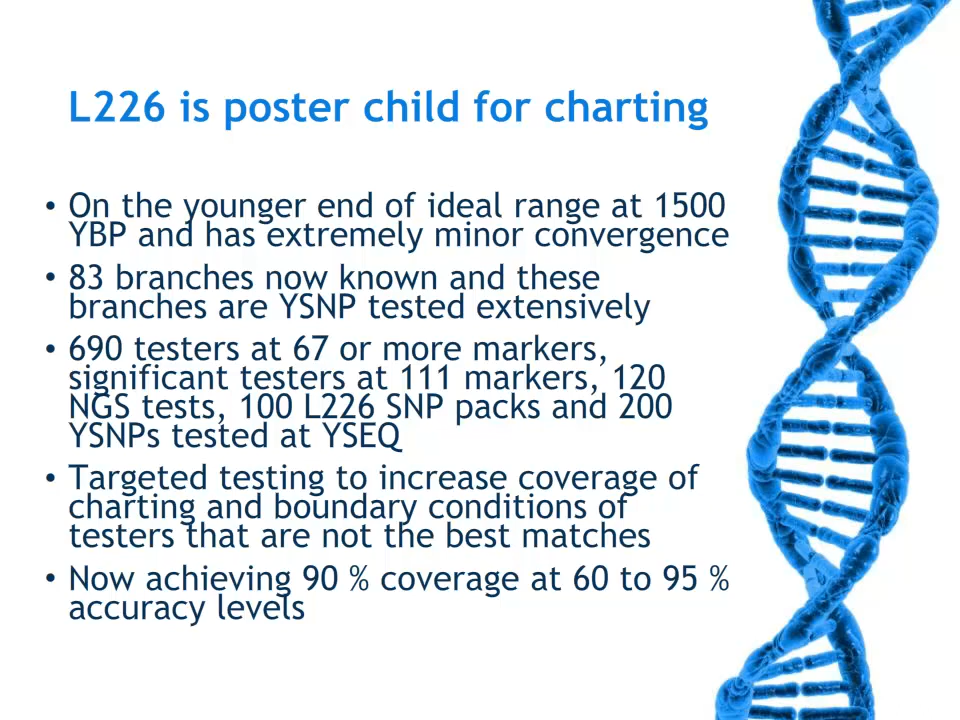 L226 is poster child for charting
• On the younger end of ideal range at 1500
YBP and has extremely minor convergence
• 83 branches now known and these
branches are YSNP tested extensively
• 690 testers at 67 or more markers,
significant testers at 111 markers, 120
NGS tests, 100 L226 SNP packs and 200
YSNPs tested at YSEQ
• Targeted testing to increase coverage of
charting and boundary conditions of
testers that are not the best matches
• Now achieving 90 % coverage at 60 to 95 %
accuracy levels